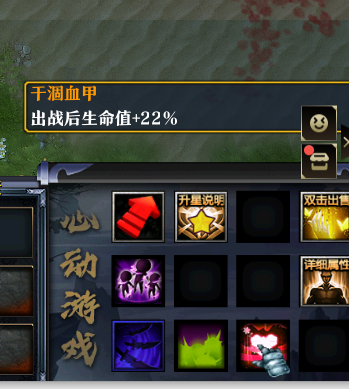 干涸血甲
出战后生命值+22%
升星说明
双击出售
详细属性
心动游戏